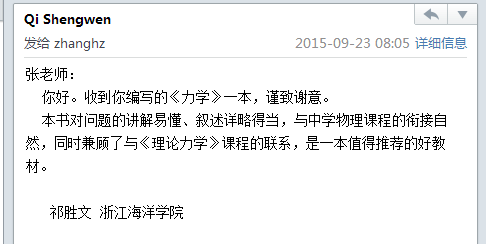 Qi Shengwen
发给 zhanghz 2015-09-23 08:05 详细信息
张老师：
你好。收到你编写的《力学》一本，谨致谢意。
本书对问题的讲解易懂、叙述详略得当，与中学物理课程的衔接自
然，同时兼顾了与《理论力学》课程的联系，是一本值得推荐的好教
材。
祁胜文 浙江海洋学院